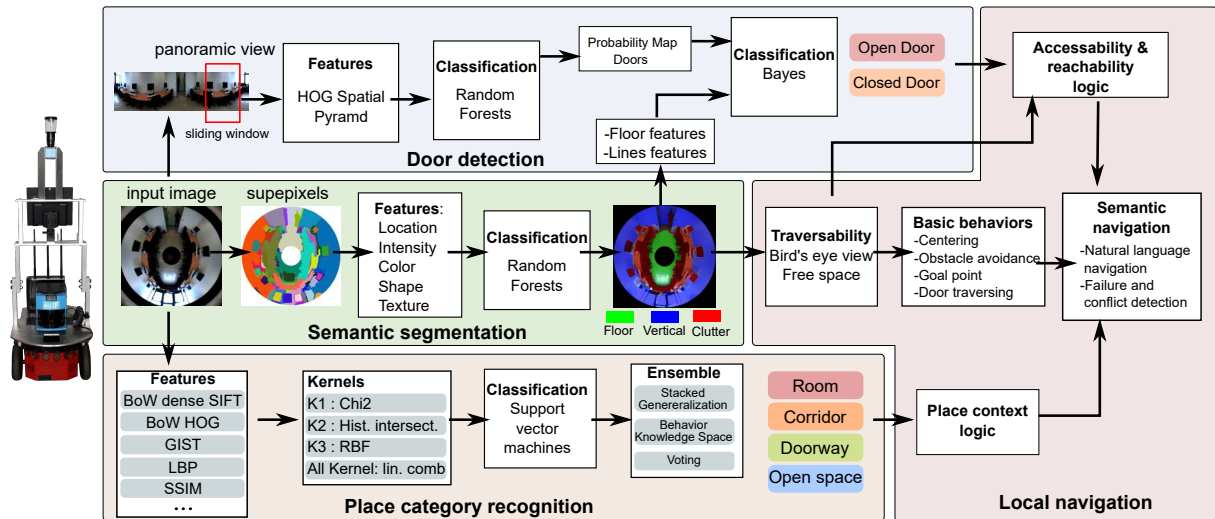 panoramic view
sliding window
Features
HOG Spatial
Pyramd
Classification
Random
Forests
Probability Map
Doors
Classification
Bayes
Open Door
Closed Door
-Floor features
-Lines features
Door detection
Accessability &
reachability
logic
input image
supepixels
Features:
Location
Intensity
Color
Shape
Texture
Classification
Random
Forests
Floor
Vertical
Clutter
Semantic segmentation
Traversability
Bird's eye view
Free space
Basic behaviors
-Centering
-Obstacle avoidance
-Goal point
-Door traversing
Semantic
navigation
-Natural language
navigation
-Failure and
conflict detection
Features
BoW dense SIFT
BoW HOG
GIST
LBP
SSIM
...
Kernels
K1 : Chi2
K2 : Hist. intersect.
K3 : RBF
All Kernel: lin. comb
Classification
Support
vector
machines
Ensemble
Stacked
Genereralization
Behavior
Knowledge Space
Voting
Room
Corridor
Doorway
Open space
Place category recognition
Place context
logic
Local navigation